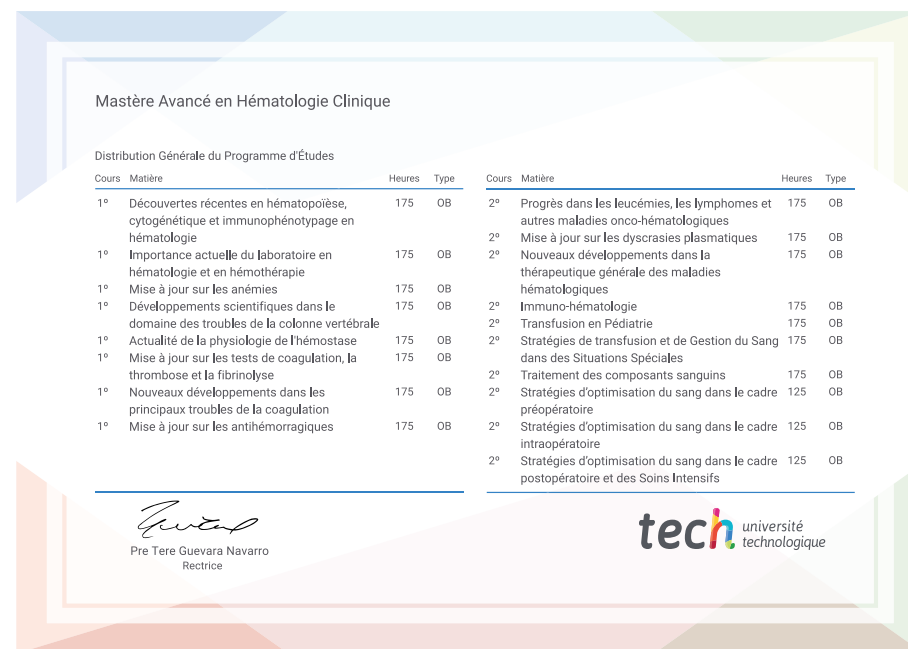 Mastère Avancé en Hématologie Clinique
Distribution Générale du Programme d'Études
Cours Matière Heures Type
1º Découvertes récentes en hématopoïèse, 175 OB
cytogénétique et immunophénotypage en
hématologie
1º Importance actuelle du laboratoire en 175 OB
hématologie et en hémothérapie
1º Mise à jour sur les anémies 175 OB
1º Développements scientifiques dans le 175 OB
domaine des troubles de la colonne vertébrale
1º Actualité de la physiologie de l'hémostase 175 OB
1º Mise à jour sur les tests de coagulation, la 175 OB
thrombose et la fibrinolyse
1º Nouveaux développements dans les 175 OB
principaux troubles de la coagulation
1º Mise à jour sur les antihémorragiques 175 OB
Cours Matière Heures Type
2º Progrès dans les leucémies, les lymphomes et 175 OB
autres maladies onco-hématologiques
2º Mise à jour sur les dyscrasies plasmatiques 175 OB
2º Nouveaux développements dans la 175 OB
thérapeutique générale des maladies
hématologiques
2º Immuno-hématologie 175 OB
2º Transfusion en Pédiatrie 175 OB
2º Stratégies de transfusion et de Gestion du Sang 175 OB
dans des Situations Spéciales
2º Traitement des composants sanguins 175 OB
2º Stratégies d'optimisation du sang dans le cadre 125 OB
préopératoire
2º Stratégies d'optimisation du sang dans le cadre 125 OB
intraopératoire
2º Stratégies d'optimisation du sang dans le cadre 125 OB
postopératoire et des Soins Intensifs
Pre Tere Guevara Navarro
Rectrice
tech université
technologique